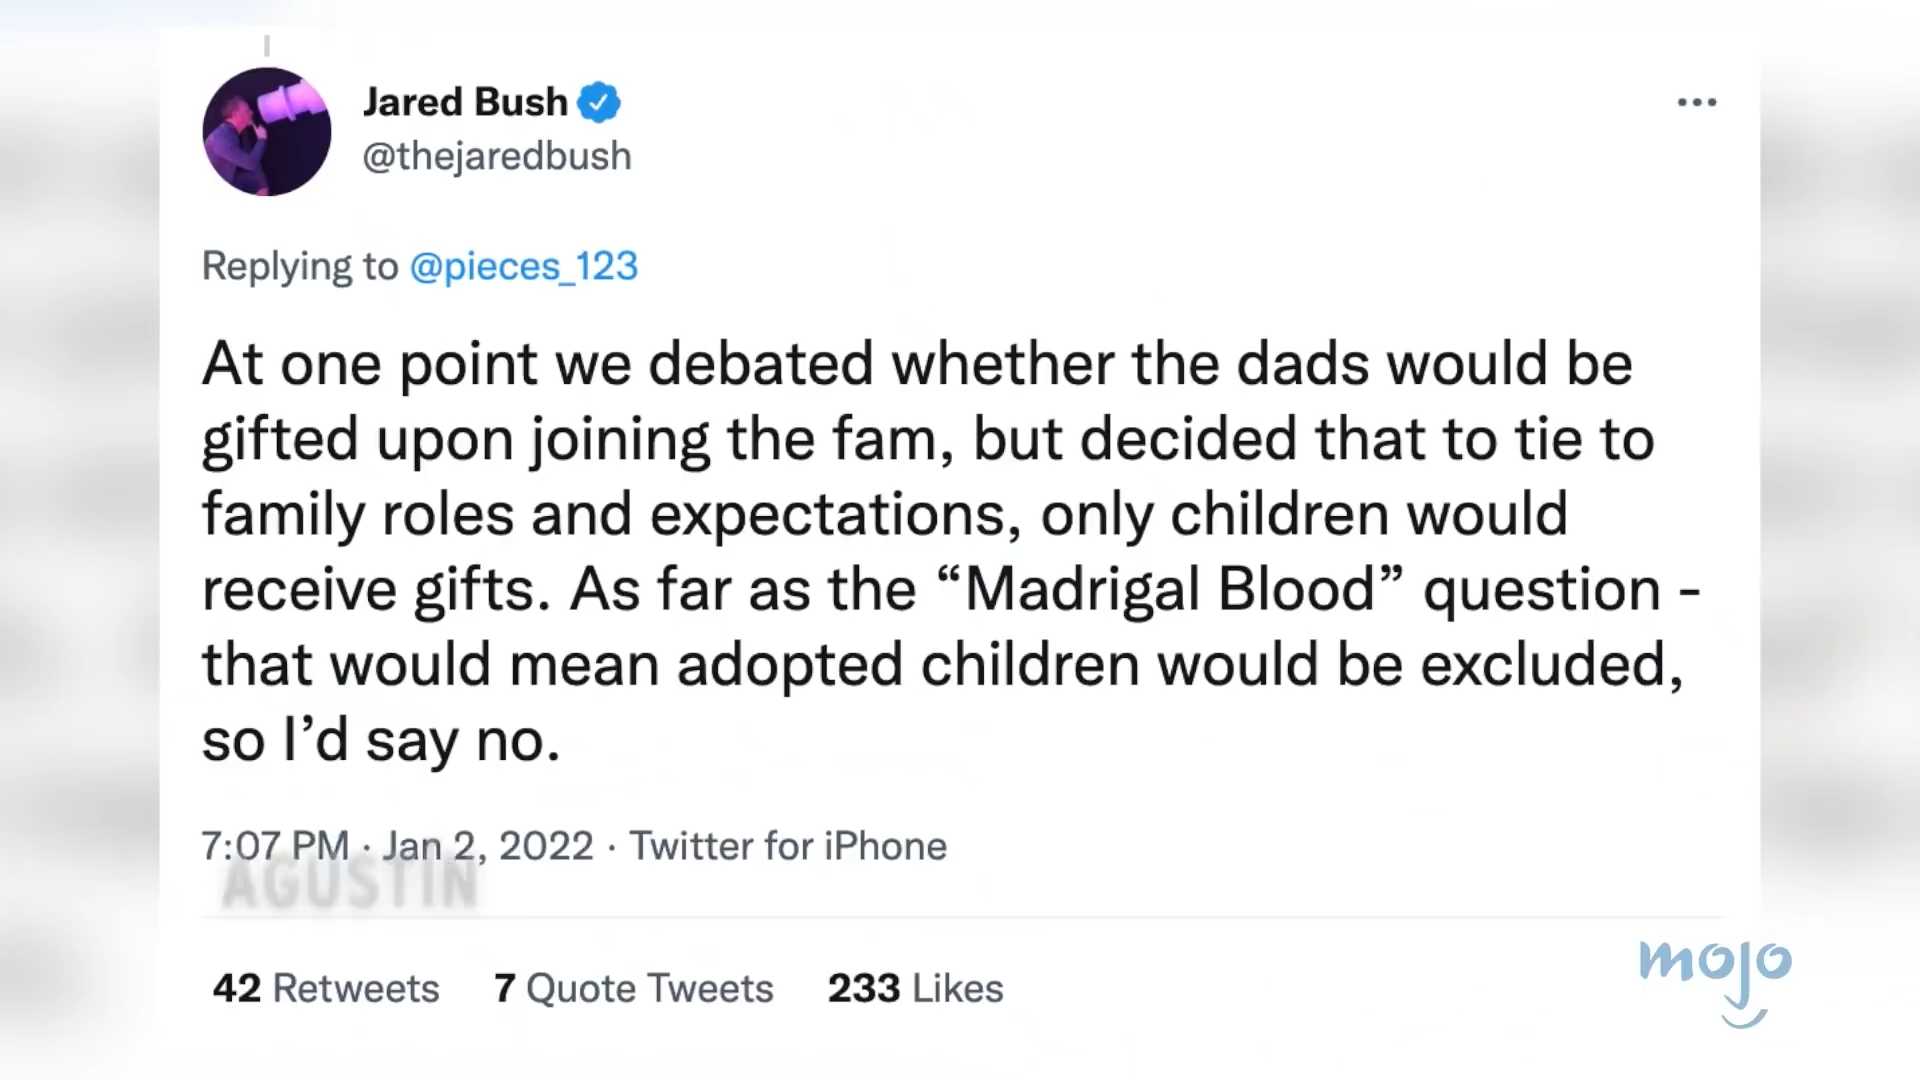 Jared Bush
@thejaredbush
Replying to @pieces_123
At one point we debated whether the dads would be
gifted upon joining the fam, but decided that to tie to
family roles and expectations, only children would
receive gifts. As far as the “Madrigal Blood” question -
that would mean adopted children would be excluded,
so I’d say no.
7:07 PM · Jan 2, 2022 · Twitter for iPhone
AGUSTIN
42 Retweets 7 Quote Tweets 233 Likes
mojo